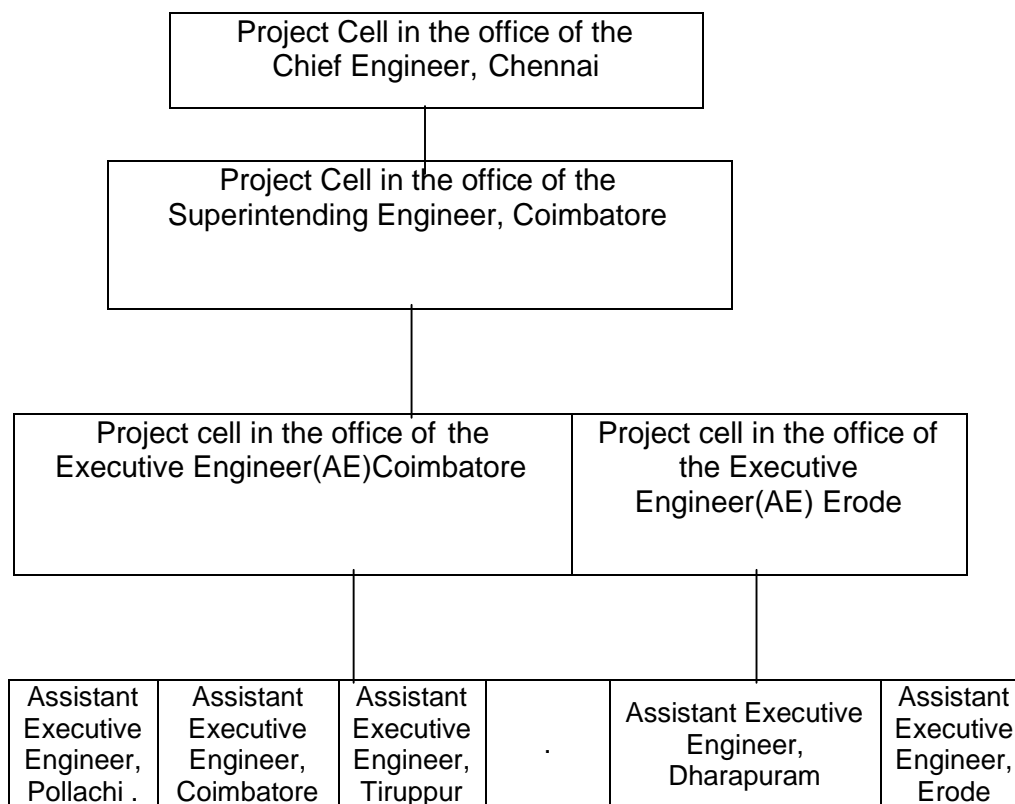 Project Cell in the office of the
Chief Engineer, Chennai
Project Cell in the office of the
Superintending Engineer, Coimbatore
Project cell in the office of the
Executive Engineer(AE)Coimbatore
Project cell in the office of
the Executive
Engineer(AE) Erode
Assistant
Executive
Engineer,
Pollachi .
Assistant
Executive
Engineer,
Coimbatore
Assistant
Executive
Engineer,
Tiruppur
.
Assistant Executive
Engineer,
Dharapuram
Assistant
Executive
Engineer,
Erode